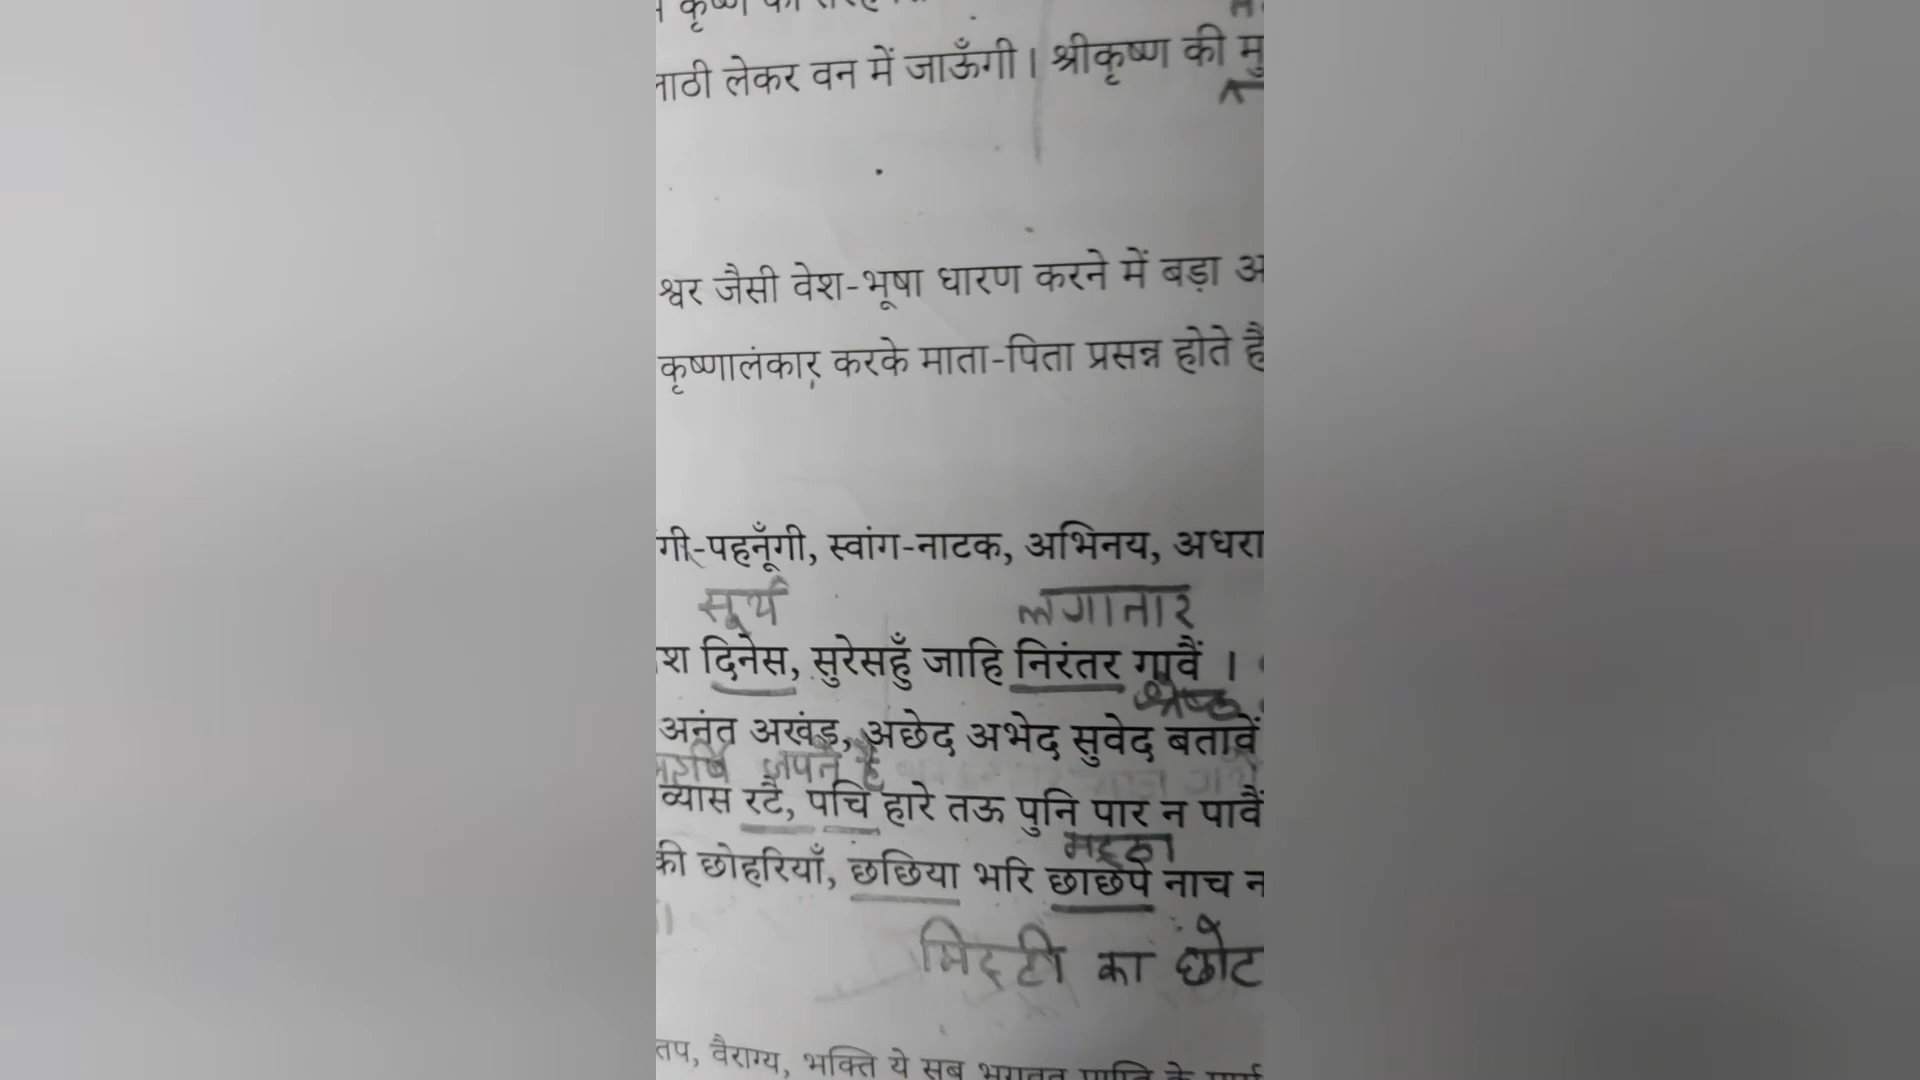 कृष्ण
लेकर वन में जाऊँगी । श्रीकृष्ण की
श्वर जैसी वेश-भूषा धारण करने में बड़ा
कृष्णालंकार करके माता-पिता प्रसन्न होते हैं
गी-पहनूँगी, स्वांग-नाटक, अभिनय, अधरा
सूर्य लगातार
श दिनेस, सुरेसहुँ जाहि निरंतर गावैं ।
श्रेष्ठ
अनंत अखंड, अछेद अभेद सुवेद बतावें
जपते है
व्यास रटै, पचि हारे तऊ पुनि पार न पावैं
मट्ठा
की छोहरियाँ, छछिया भरि छाछपे नाच न
मिट्टी का छोट
तप, वैराग्य, भक्ति ये सब